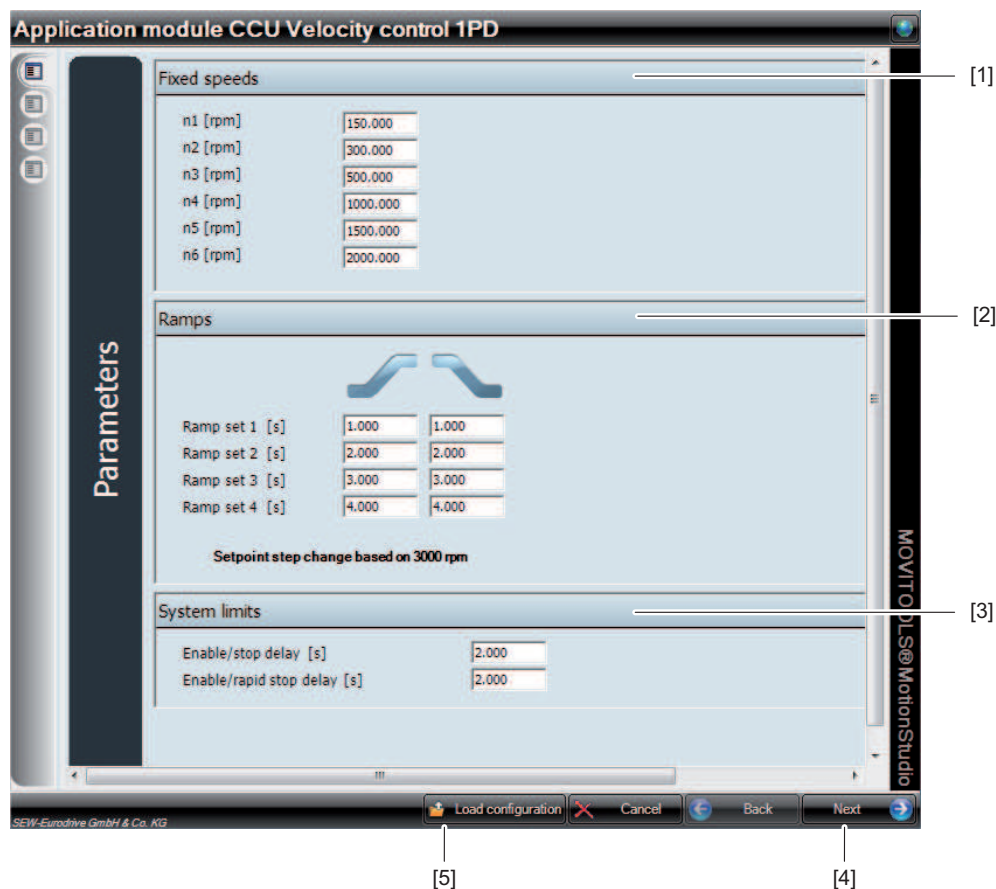 Application module CCU Velocity control 1PD
Fixed speeds
[1]
n1 [rpm] 150.000
n2 [rpm] 300.000
n3 [rpm] 500.000
n4 [rpm] 1000.000
n5 [rpm] 1500.000
n6 [rpm] 2000.000
Ramps
[2]
Parameters
Ramp set 1 [s] 1.000 1.000
Ramp set 2 [s] 2.000 2.000
Ramp set 3 [s] 3.000 3.000
Ramp set 4 [s] 4.000 4.000
Setpoint step change based on 3000 rpm
System limits
[3]
Enable/stop delay [s] 2.000
Enable/rapid stop delay [s] 2.000
MOVITOOLS®MotionStudio
SEW-Eurodrive GmbH & Co. KG
Load configuration Cancel Back Next
[5] [4]